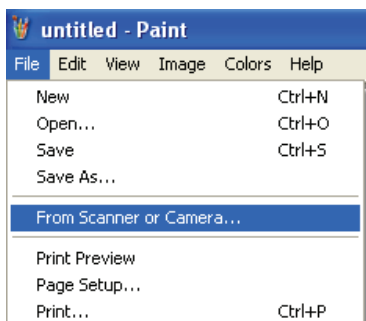 untitled - Paint
File Edit View Image Colors Help
New Ctrl+N
Open... Ctrl+O
Save Ctrl+S
Save As...
From Scanner or Camera...
Print Preview
Page Setup...
Print... Ctrl+P